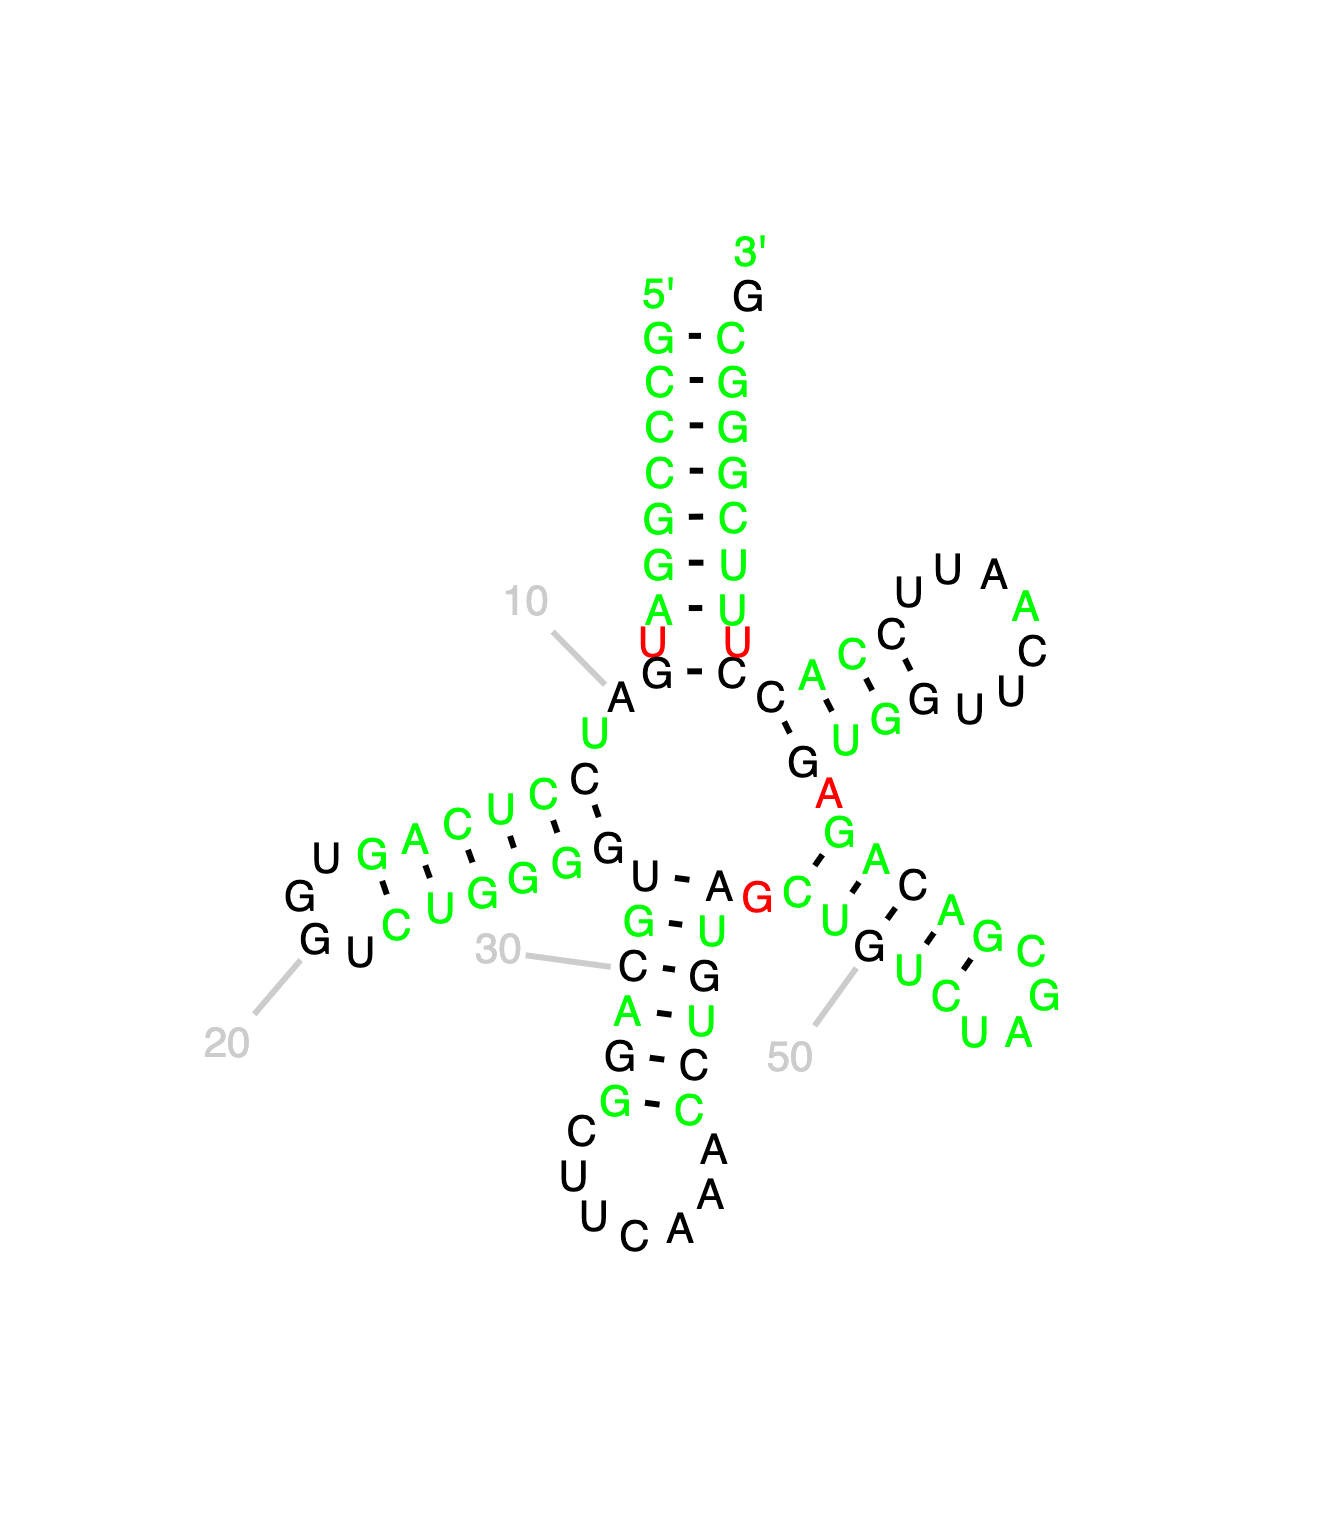 3'
5' G
G C
C G
C G
C G
G C
G U U A
10 A U U A
U U C C C
G C A
A C G U U
U U G
C G
U C A
A C G
U G G A
G G G G U A G C C
C U G U U A
G U 30 G G C
C G U
A U C G
20 G 50 U A
C
G C
C A
U A
U C A